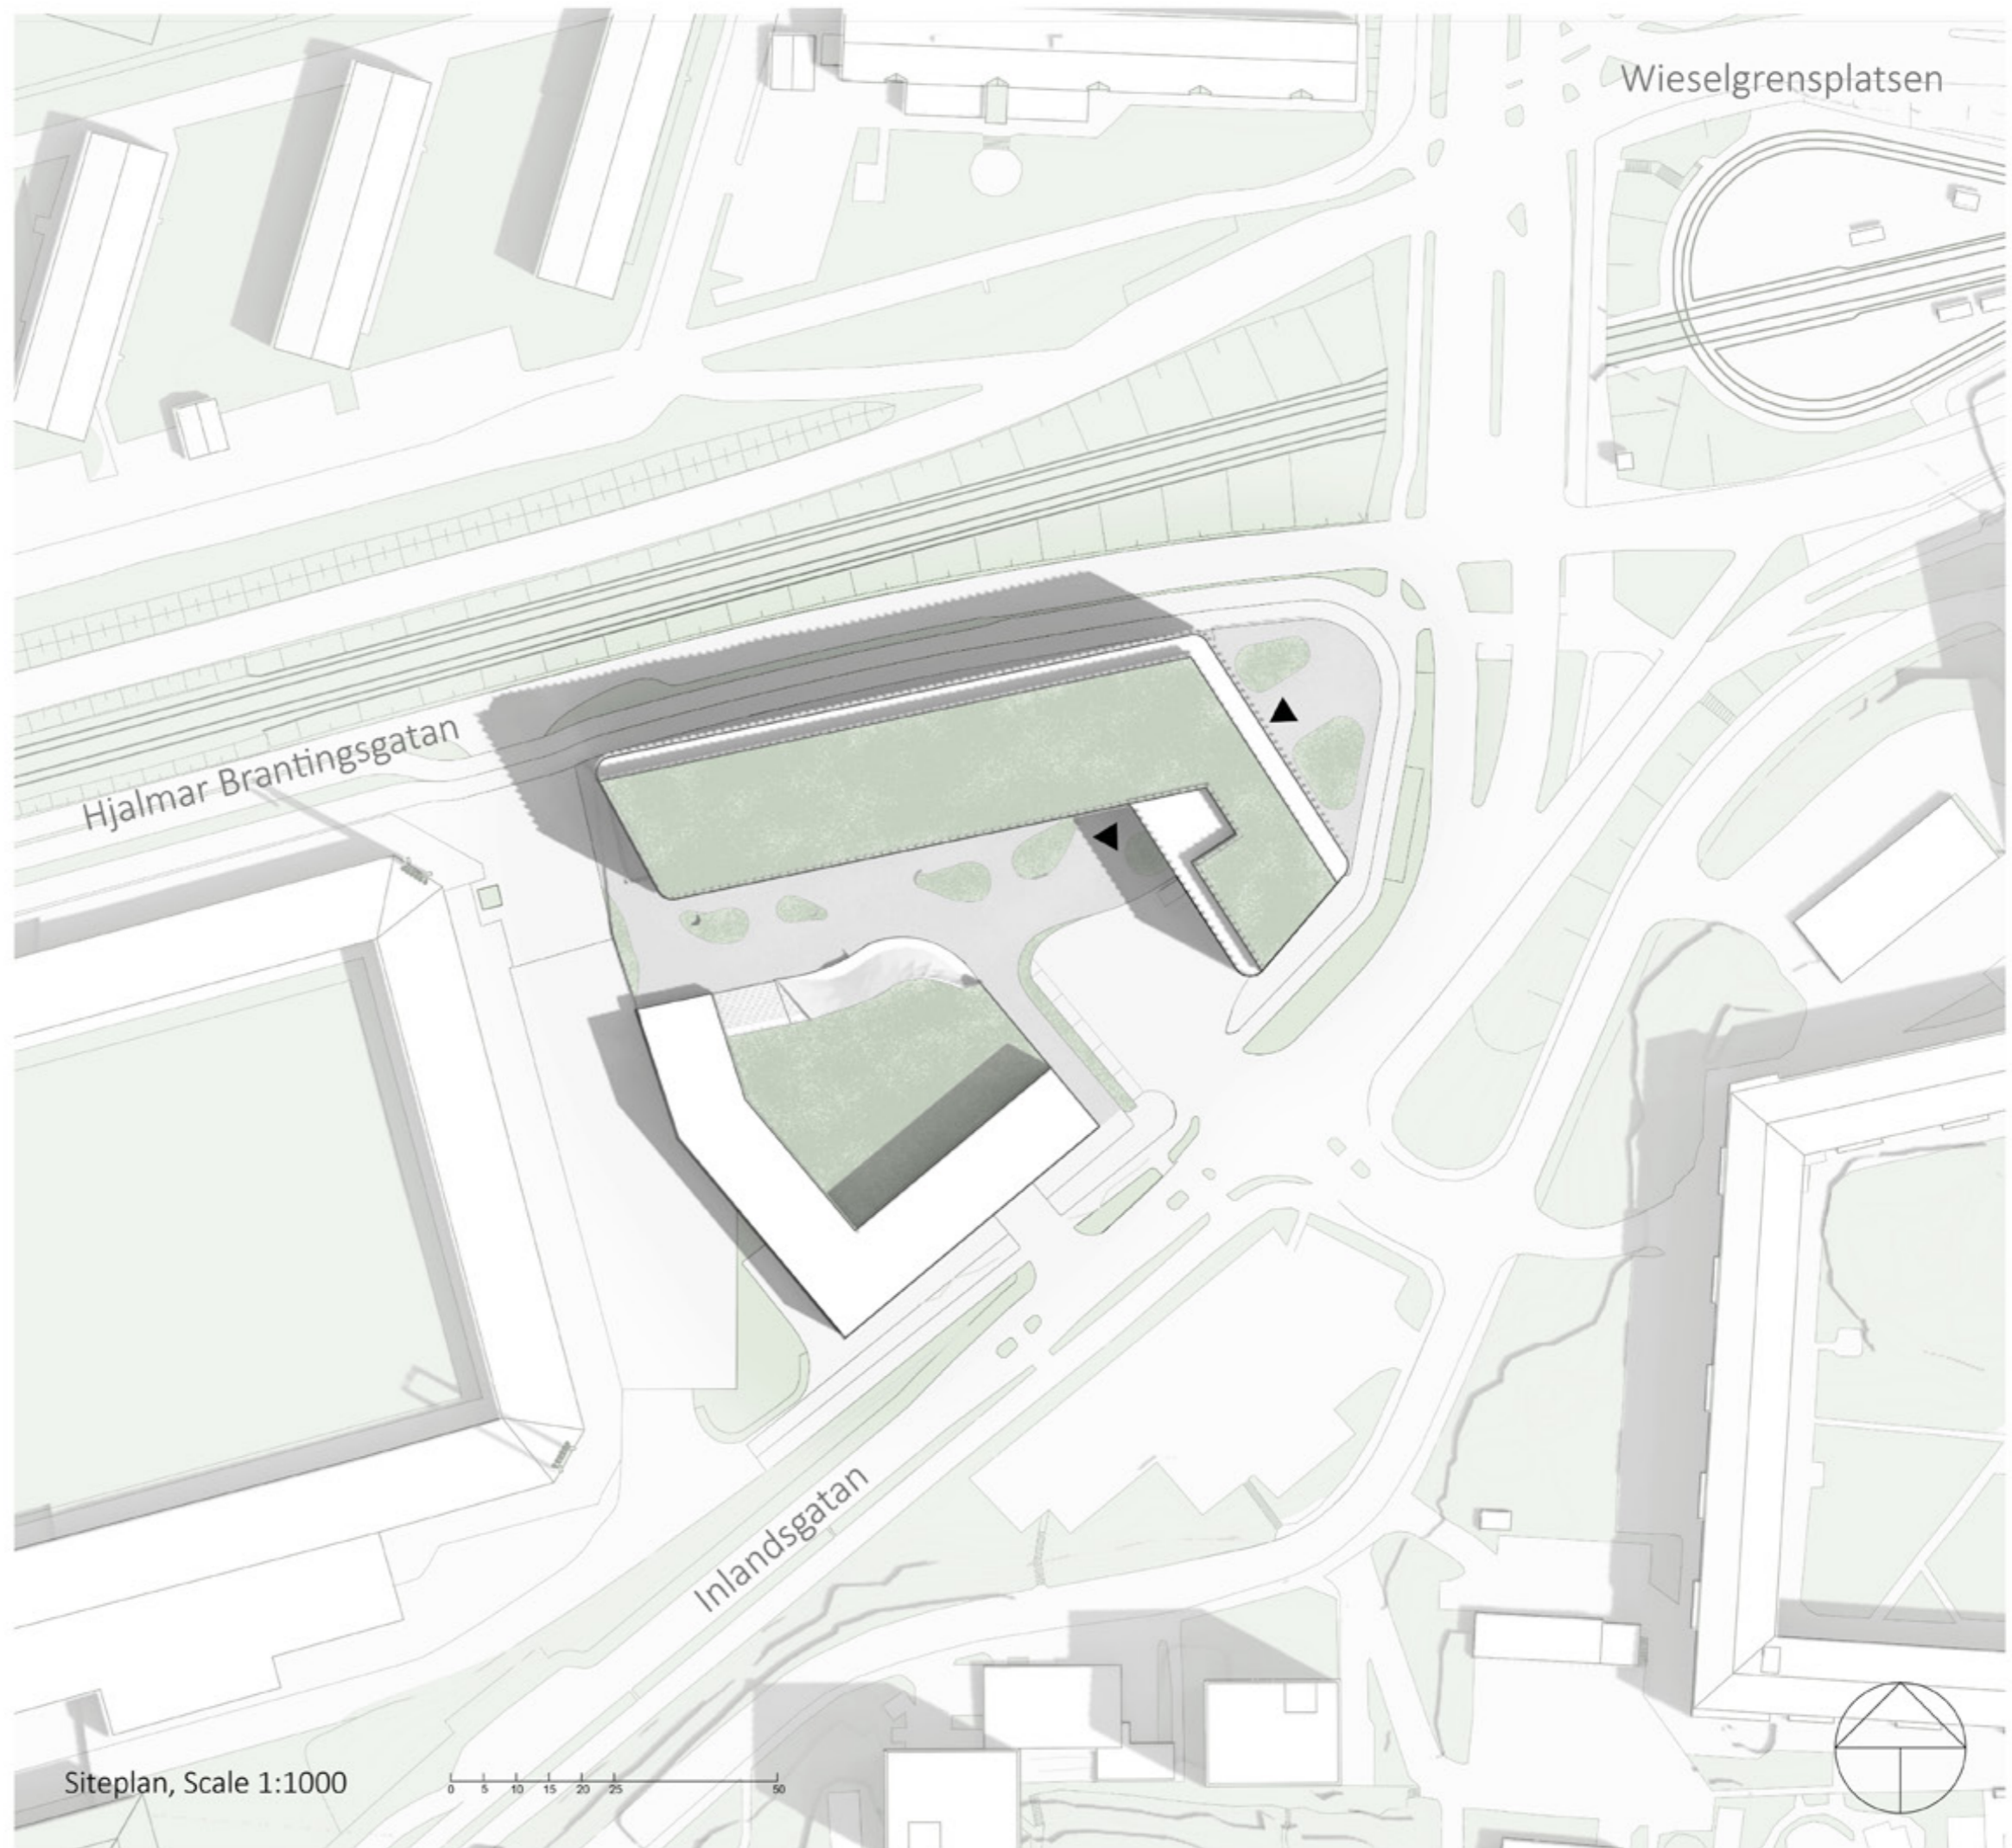 Wieselgrensplatsen
Hjalmar Brantingsgatan
Inlandsgatan
Siteplan, Scale 1:1000
0 5 10 15 20 25 50